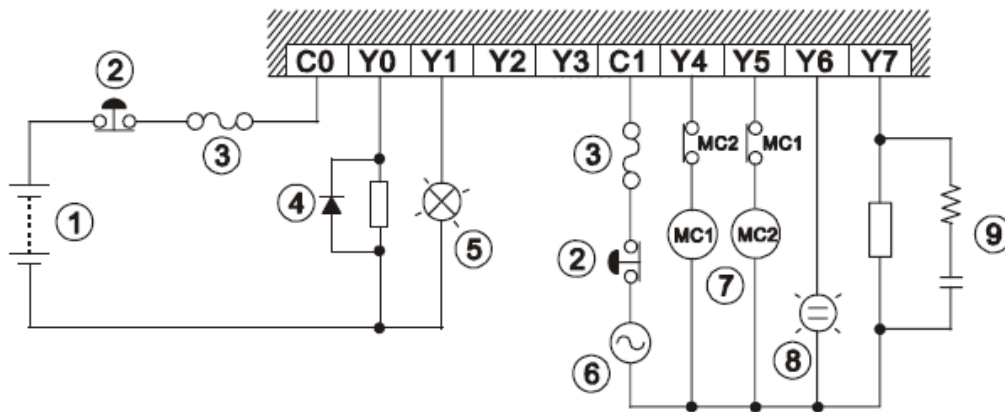 C0 Y0 Y1 Y2 Y3 C1 Y4 Y5 Y6 Y7
②
③
①
④
⑤
③
MC2
MC1
②
MC1
MC2
⑦
⑥
⑧
⑨